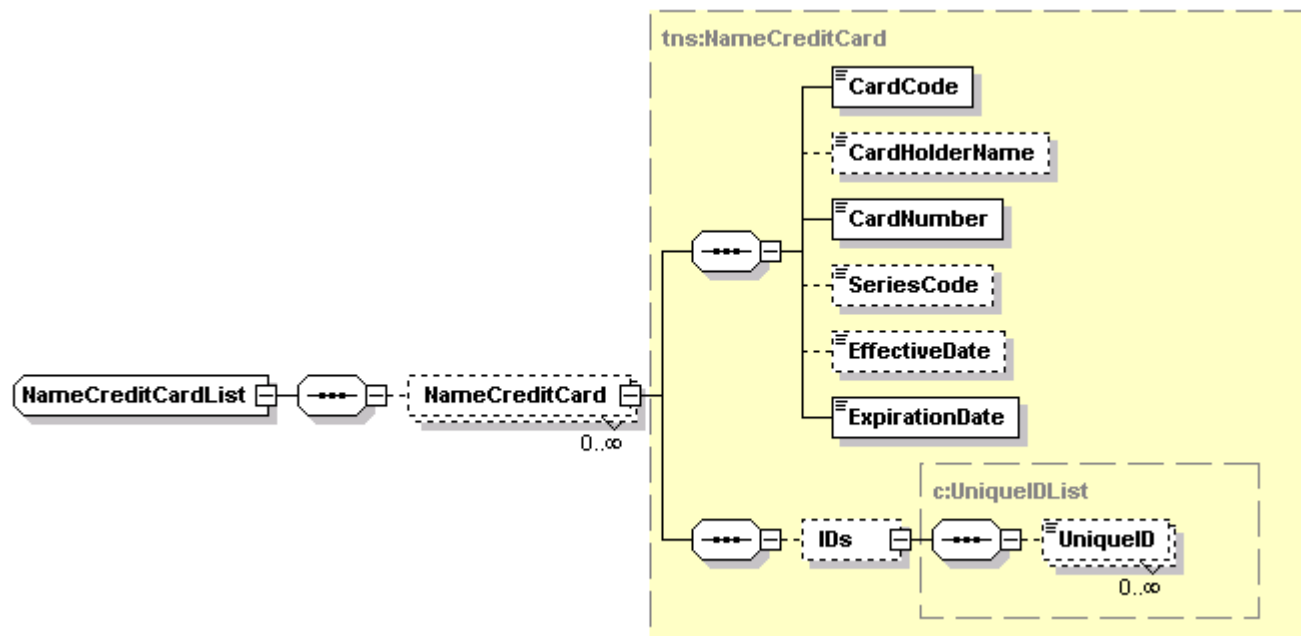 tns:NameCreditCard
CardCode
CardHolderName
CardNumber
SeriesCode
EffectiveDate
NameCreditCardList
NameCreditCard
0..∞
ExpirationDate
c:UniqueIDList
IDs
UniqueID
0..∞